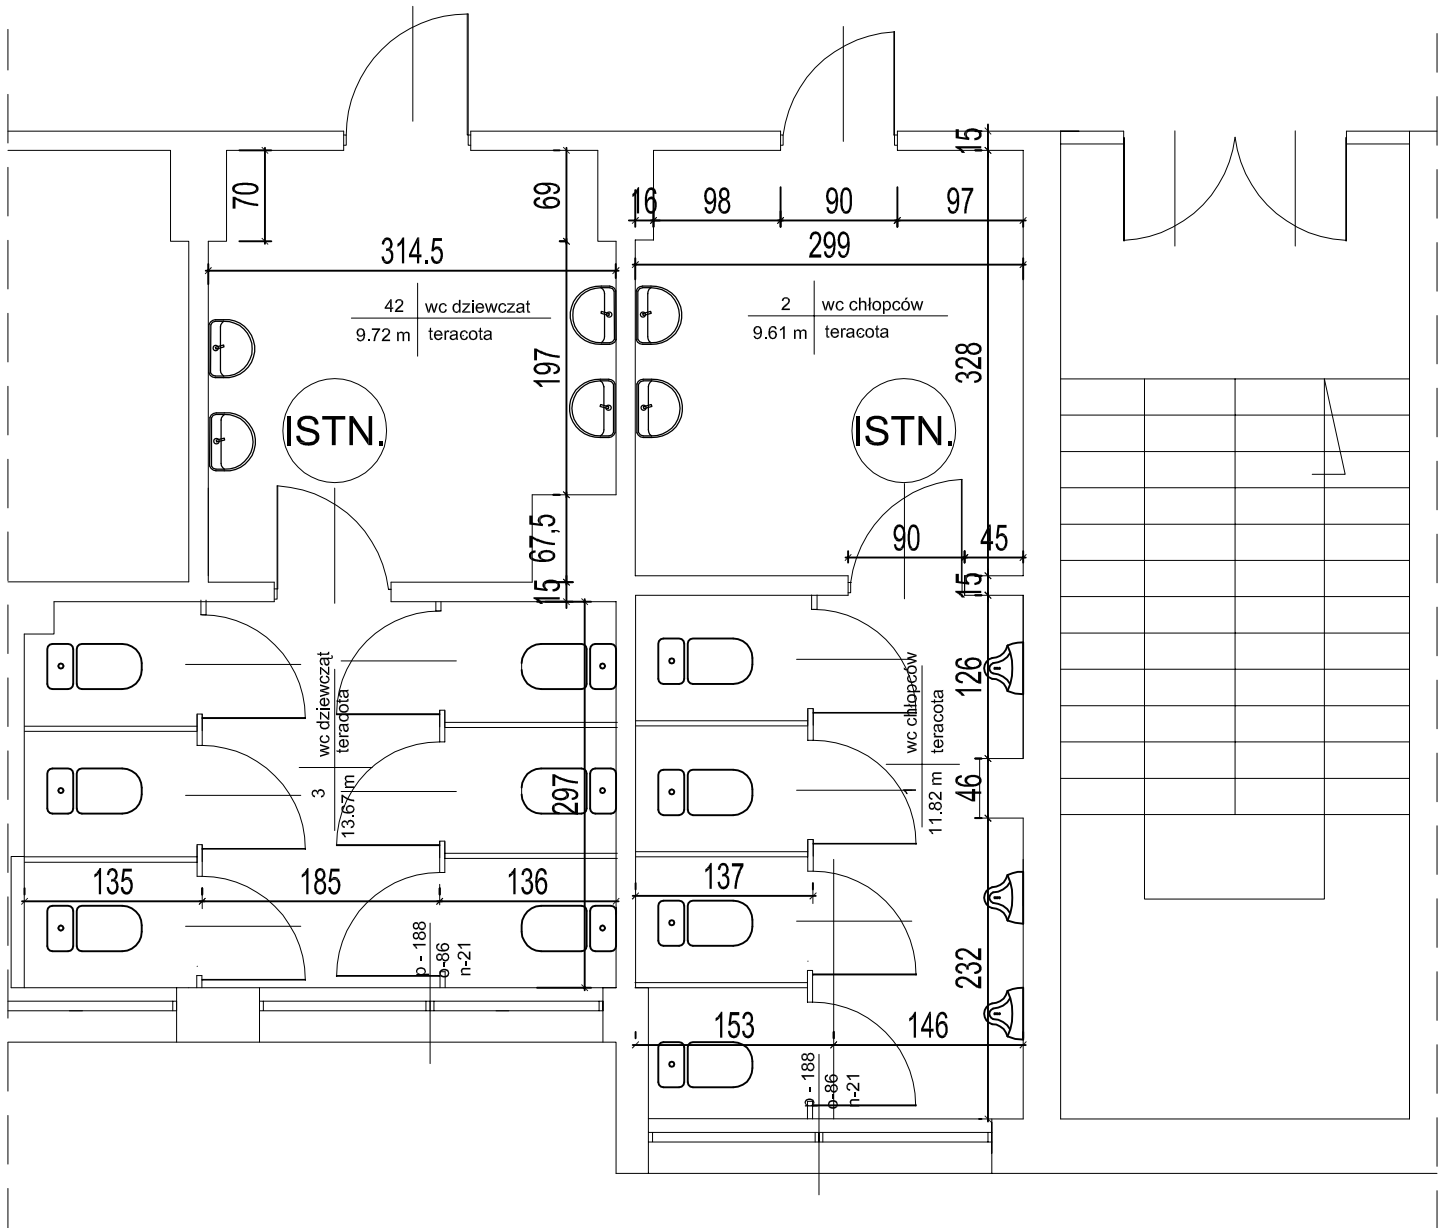 15
70
69
16
98
90
97
314.5
299
42
wc dziewczat
9.72 m
teracota
2
wc chłopców
9.61 m
teracota
197
328
ISTN.
ISTN.
67,5
90
45
15
15
wc dziewcząt
teracota
3
13.67 m
wc chłopców
teracota
1
11.82 m
126
46
297
135
185
136
137
p - 188
o-86
n-21
232
153
146
p - 188
o-86
n-21